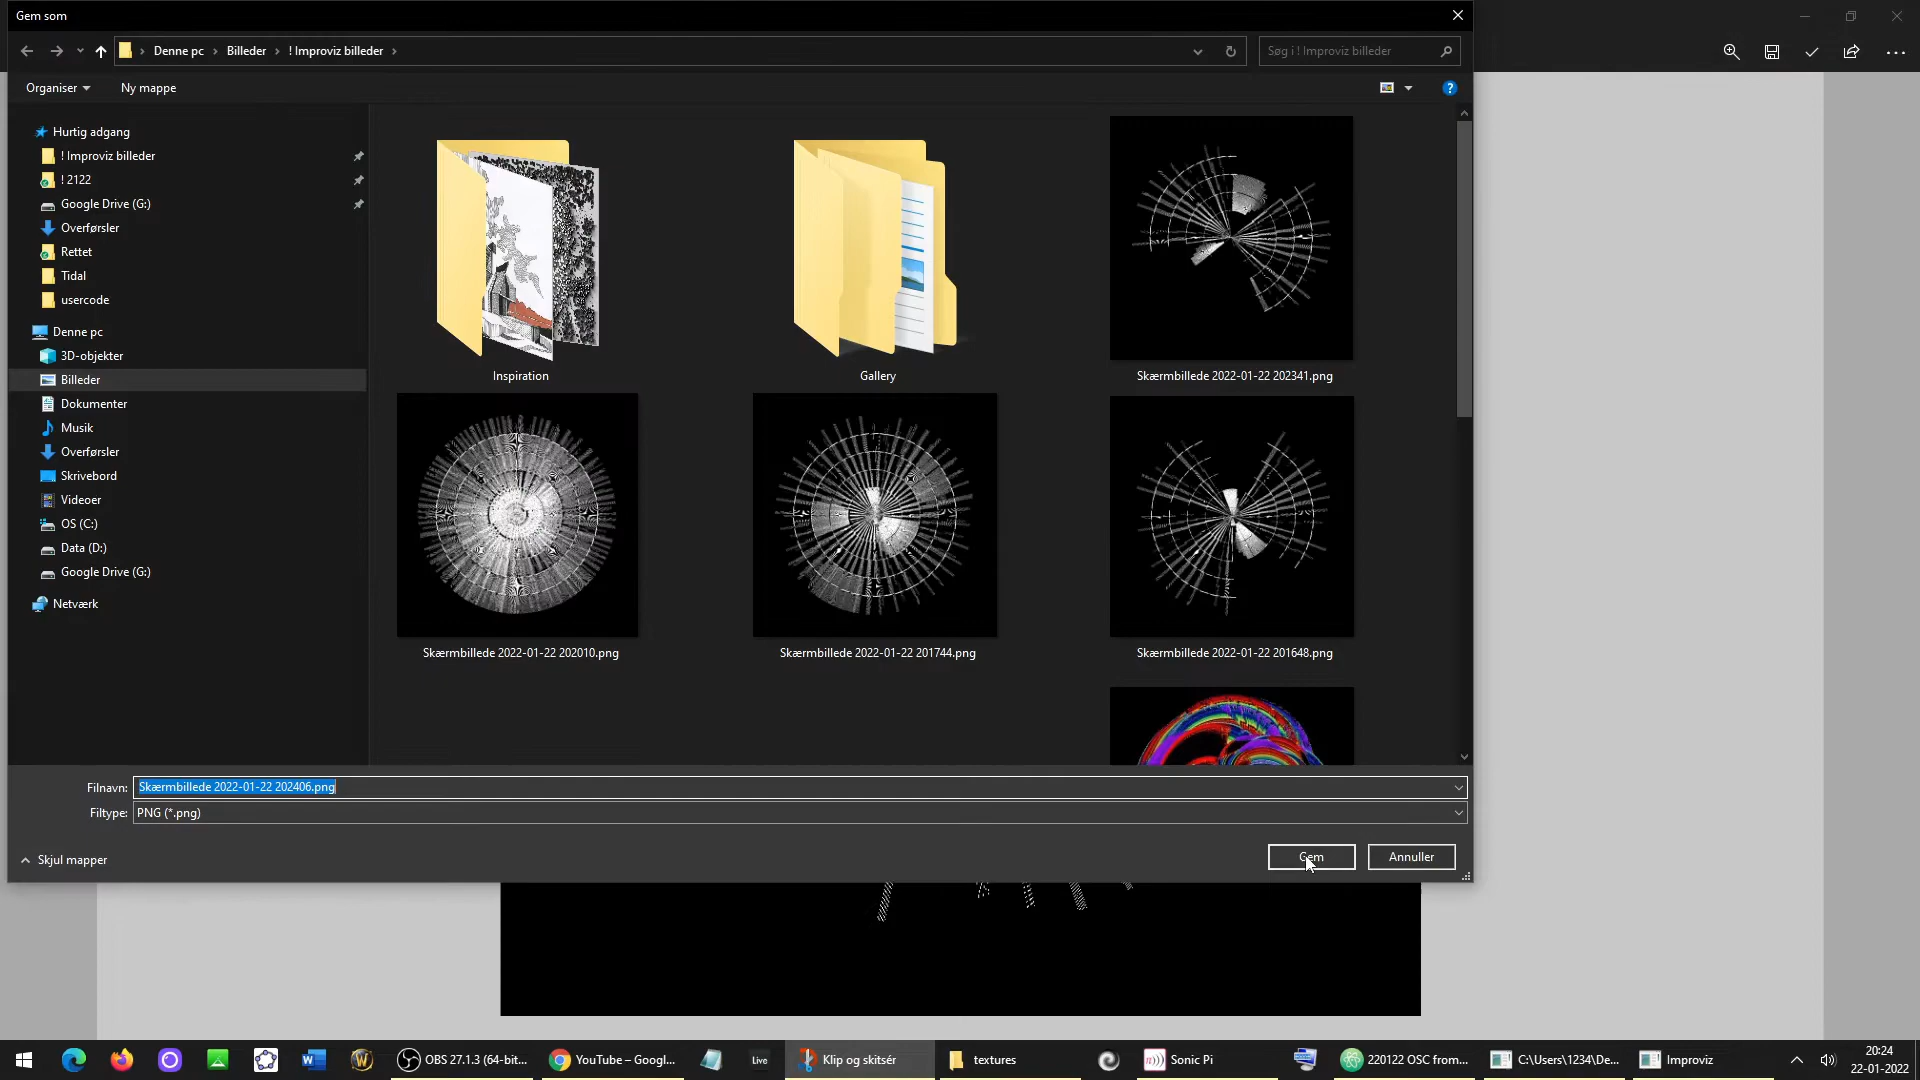 Gem som
Denne pc
Billeder
! Improviz billeder
Søg i ! Improviz billeder
Organiser
Ny mappe
?
Hurtig adgang
! Improviz billeder
! 2122
Google Drive (G:)
Overførsler
Rettet
Tidal
usercode
Denne pc
3D-objekter
Billeder
Dokumenter
Musik
Overførsler
Skrivebord
Videoer
OS (C:)
Data (D:)
Google Drive (G:)
Netværk
Inspiration
Gallery
Skærmbillede 2022-01-22 202341.png
Skærmbillede 2022-01-22 202010.png
Skærmbillede 2022-01-22 201744.png
Skærmbillede 2022-01-22 201648.png
Filnavn: Skærmbillede 2022-01-22 202406.png
Filtype: PNG (*.png)
Skjul mapper
Gem
Annuller
OBS 27.1.3 (64-bit...
YouTube – Googl...
Live
Klip og skitsér
textures
Sonic Pi
220122 OSC from...
C:\Users\1234\De...
Improviz
20:24
22-01-2022